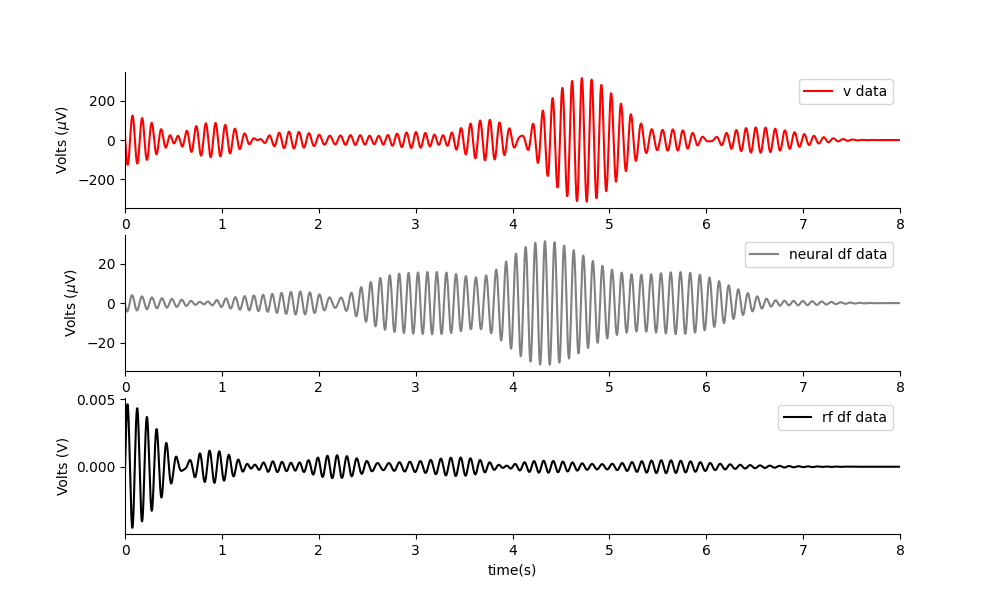 Volts (μV)
200
0
−200
v data
0 1 2 3 4 5 6 7 8
Volts (μV)
20
0
−20
neural df data
0 1 2 3 4 5 6 7 8
Volts (V)
0.005
0.000
rf df data
0 1 2 3 4 5 6 7 8
time(s)